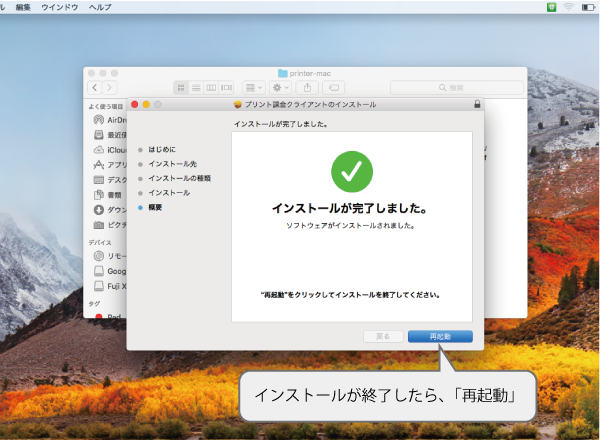 ル 編集 ウインドウ ヘルプ
printer-mac
検索
プリント課金クライアントのインストール
よく使う項目
AirDr
最近使
iClou
アプリ
デスク
書類
ダウン
ピクチ
デバイス
リモー
Goog
Fuji X
タグ
Red
インストールが完了しました。
はじめに
インストール先
インストールの種類
インストール
概要
インストールが完了しました。
ソフトウェアがインストールされました。
"再起動"をクリックしてインストールを終了してください。
戻る
再起動
インストールが終了したら、「再起動」